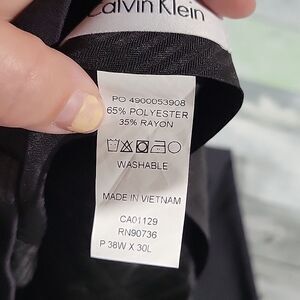 Calvin Klein
PO 4900053908
65% POLYESTER
35% RAYON
WASHABLE
MADE IN VIETNAM
CA01129
RN90736
P 38W X 30L